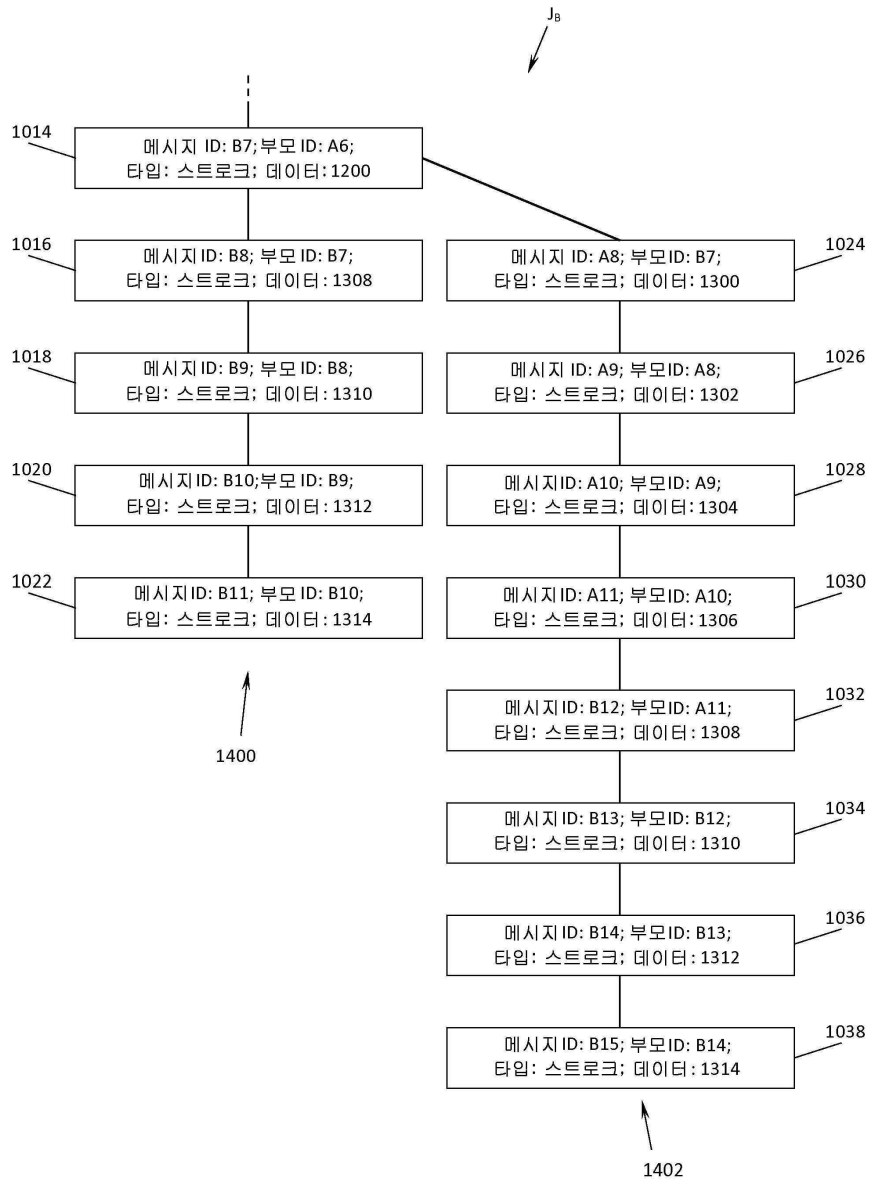 J_B
1014
메시지 ID: B7; 부모 ID: A6;
타입: 스트로크; 데이터: 1200
1016
메시지 ID: B8; 부모 ID: B7;
타입: 스트로크; 데이터: 1308
메시지 ID: A8; 부모 ID: B7;
타입: 스트로크; 데이터: 1300
1024
1018
메시지 ID: B9; 부모 ID: B8;
타입: 스트로크; 데이터: 1310
메시지 ID: A9; 부모 ID: A8;
타입: 스트로크; 데이터: 1302
1026
1020
메시지 ID: B10; 부모 ID: B9;
타입: 스트로크; 데이터: 1312
메시지 ID: A10; 부모 ID: A9;
타입: 스트로크; 데이터: 1304
1028
1022
메시지 ID: B11; 부모 ID: B10;
타입: 스트로크; 데이터: 1314
메시지 ID: A11; 부모 ID: A10;
타입: 스트로크; 데이터: 1306
1030
1400
메시지 ID: B12; 부모 ID: A11;
타입: 스트로크; 데이터: 1308
1032
메시지 ID: B13; 부모 ID: B12;
타입: 스트로크; 데이터: 1310
1034
메시지 ID: B14; 부모 ID: B13;
타입: 스트로크; 데이터: 1312
1036
메시지 ID: B15; 부모 ID: B14;
타입: 스트로크; 데이터: 1314
1038
1402